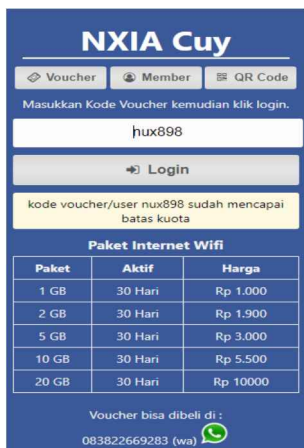 NXIA Cuy
Voucher Member QR Code
Masukkan Kode Voucher kemudian klik login.
nux898
Login
kode voucher/user nux898 sudah mencapai
batas kuota
Paket Internet Wifi
Paket Aktif Harga
1 GB 30 Hari Rp 1.000
2 GB 30 Hari Rp 1.900
5 GB 30 Hari Rp 3.000
10 GB 30 Hari Rp 5.500
20 GB 30 Hari Rp 10000
Voucher bisa dibeli di :
083822669283 (wa)